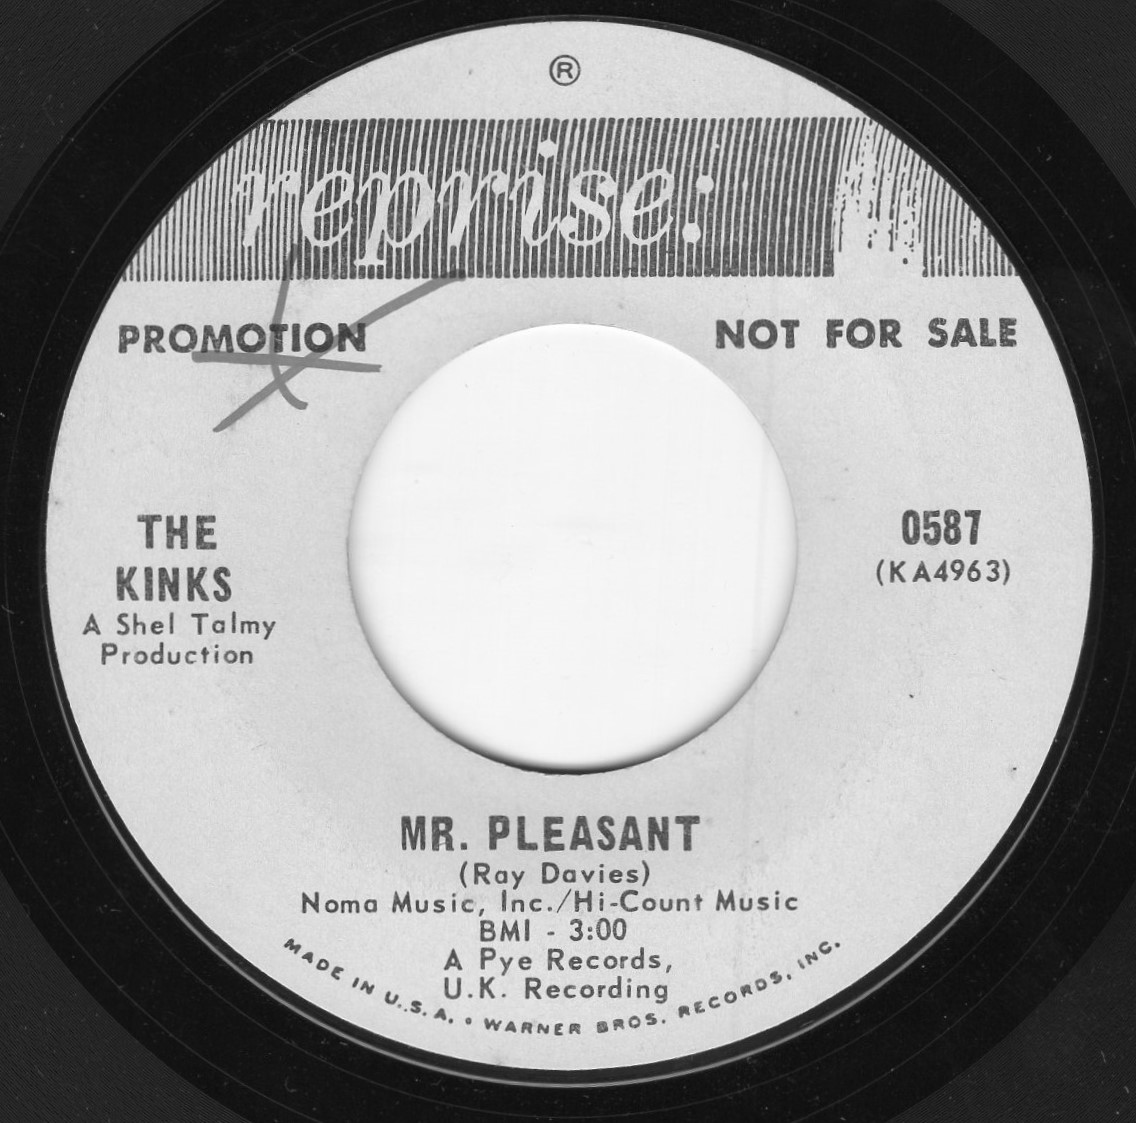 ®
reprise:
PROMOTION
NOT FOR SALE
THE
KINKS
A Shel Talmy
Production
0587
(KA4963)
MR. PLEASANT
(Ray Davies)
Noma Music, Inc./Hi-Count Music
BMI - 3:00
A Pye Records,
U.K. Recording
MADE IN U.S.A. • WARNER BROS. RECORDS, INC.